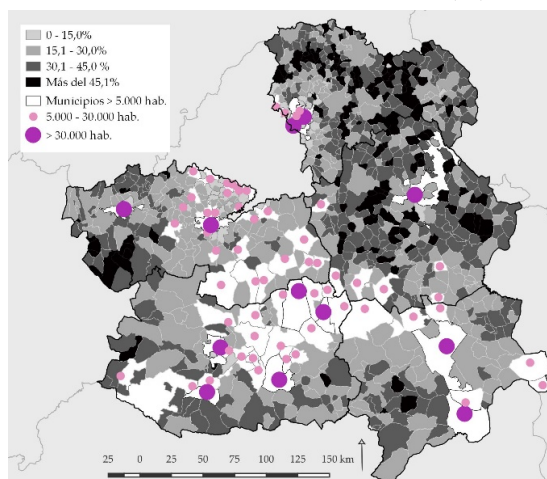 0 - 15,0%
15,1 - 30,0%
30,1 - 45,0 %
Más del 45,1%
Municipios > 5.000 hab.
5.000 - 30.000 hab.
> 30.000 hab.
25 0 25 50 75 100 125 150 km